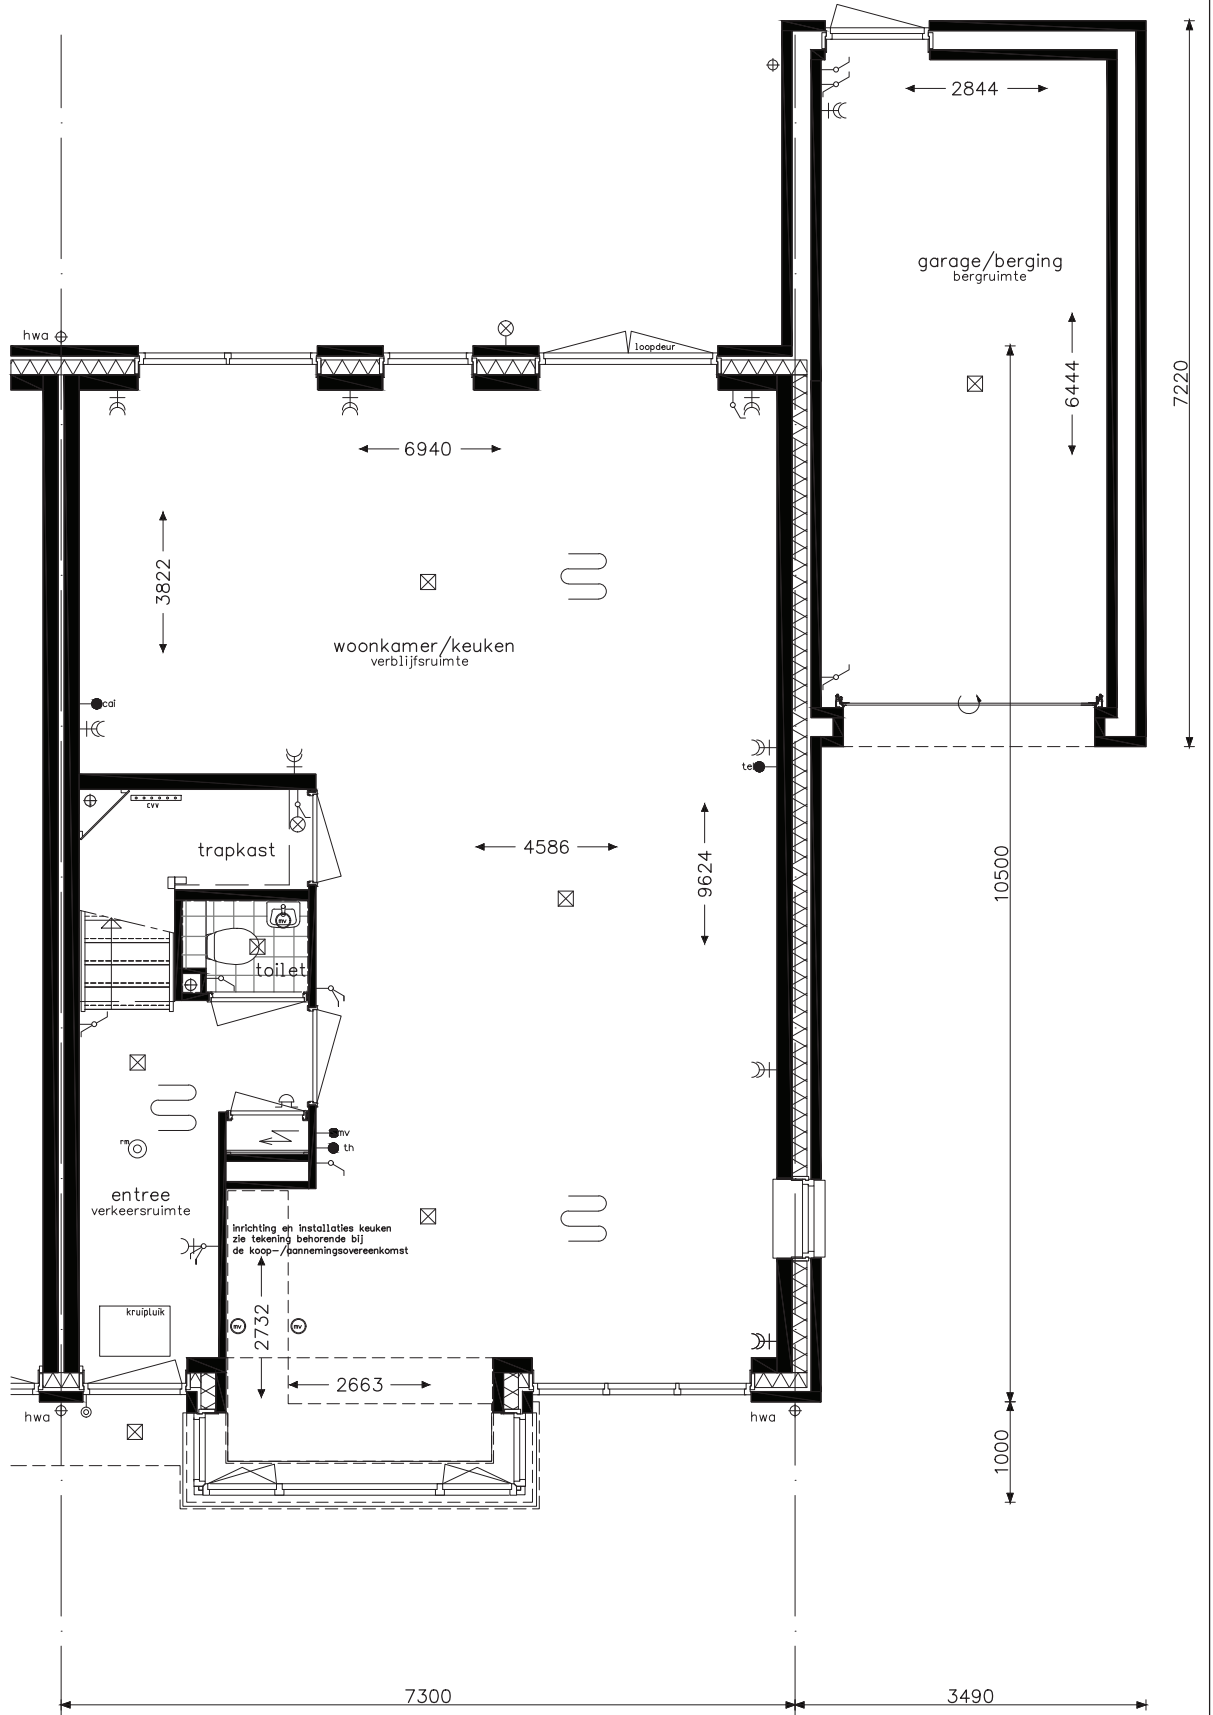 2844
garage/berging
bergruimte
hwa
loopdeur
6444
7220
6940
3822
woonkamer/keuken
verblijfsruimte
cai
tel
cvv
trapkast
4586
9624
10500
mv
toilet
rm
mv
th
entree
verkeersruimte
inrichting en installaties keuken
zie tekening behorende bij
de koop-/aannemingsovereenkomst
kruipluik
mv
2732
mv
2663
hwa
hwa
1000
7300
3490